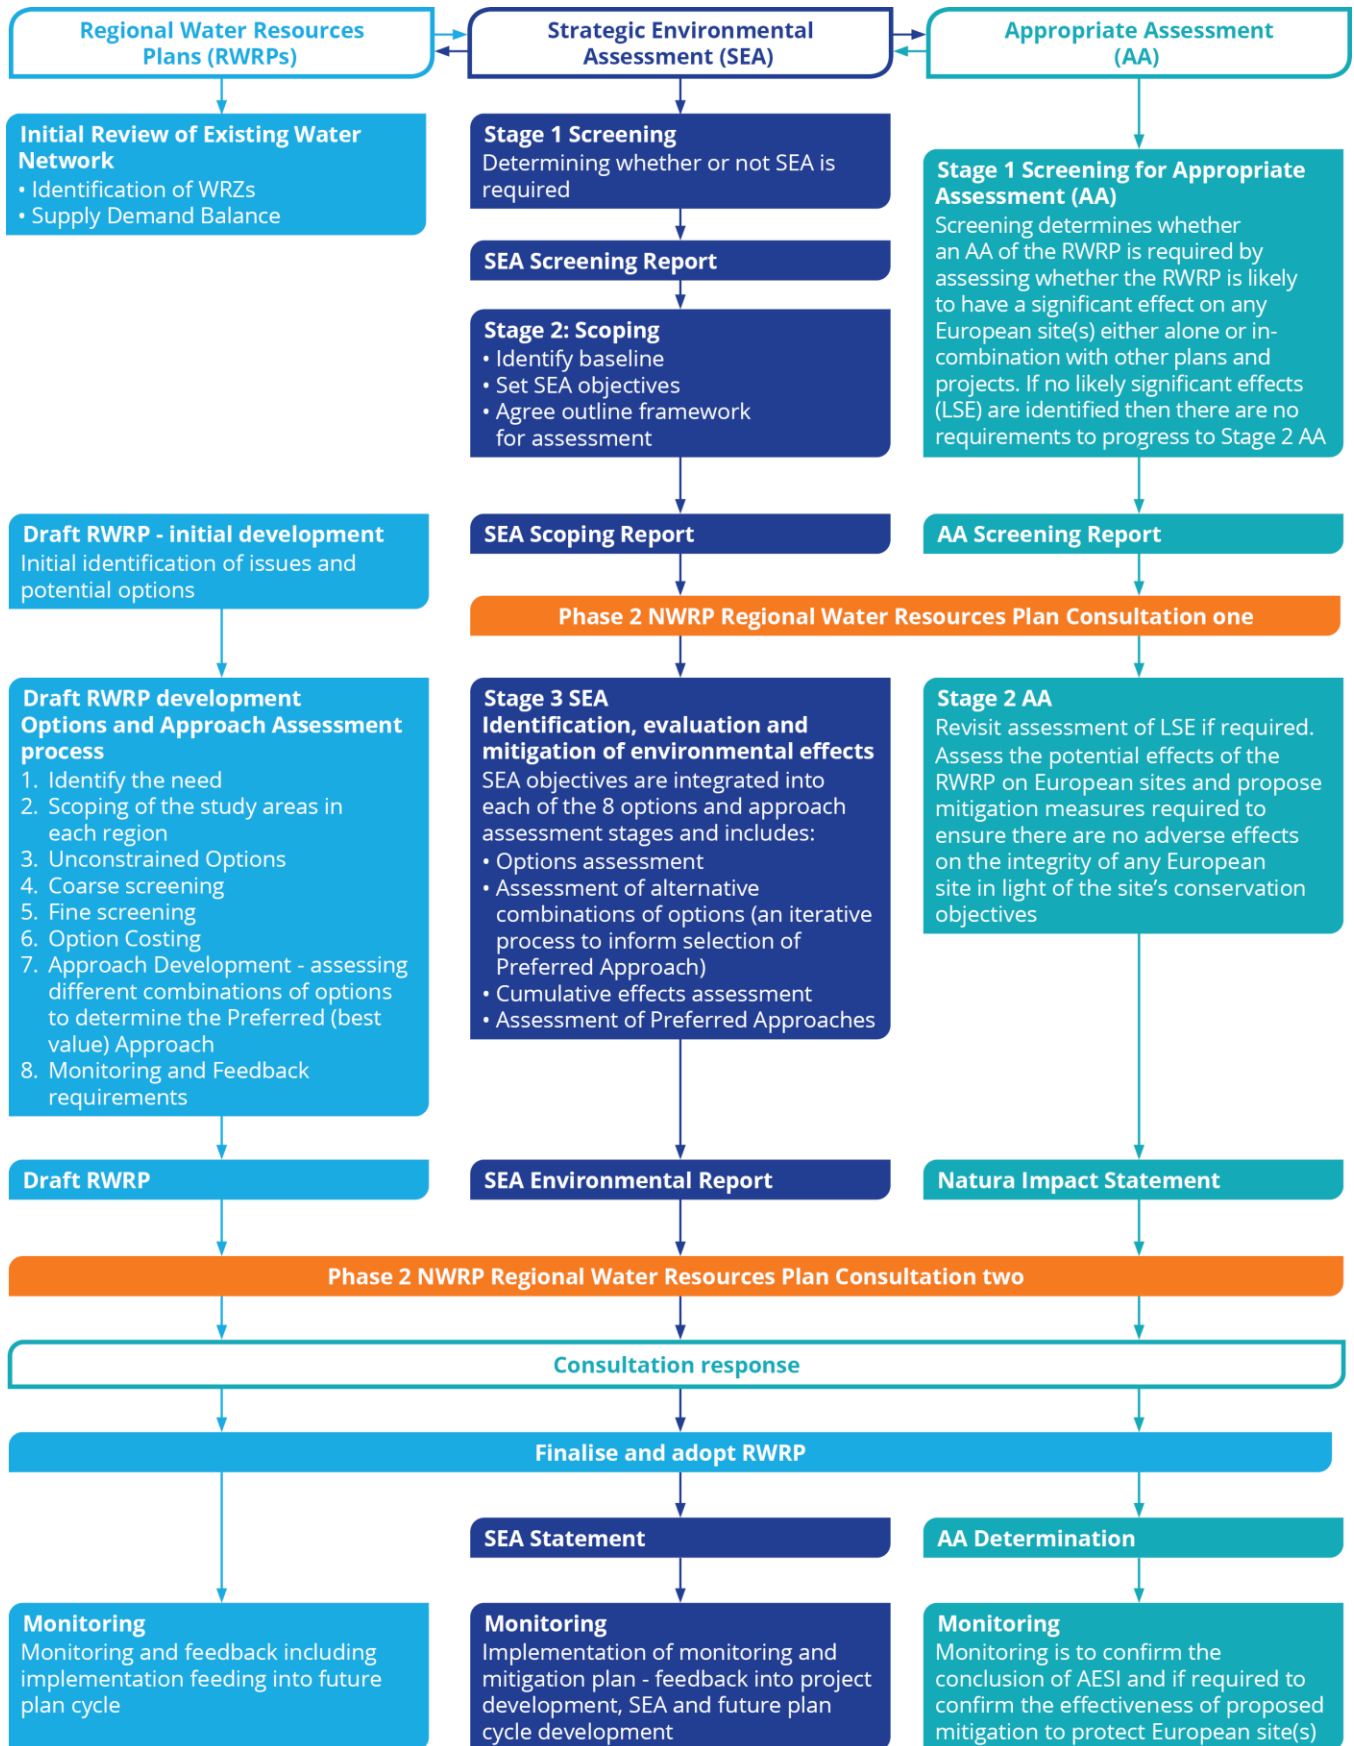 Regional Water Resources
Plans (RWRPs)
Strategic Environmental
Assessment (SEA)
Appropriate Assessment
(AA)
Initial Review of Existing Water
Network
• Identification of WRZs
• Supply Demand Balance
Stage 1 Screening
Determining whether or not SEA is
required
SEA Screening Report
Stage 2: Scoping
• Identify baseline
• Set SEA objectives
• Agree outline framework
for assessment
Stage 1 Screening for Appropriate
Assessment (AA)
Screening determines whether
an AA of the RWRP is required by
assessing whether the RWRP is likely
to have a significant effect on any
European site(s) either alone or in-
combination with other plans and
projects. If no likely significant effects
(LSE) are identified then there are no
requirements to progress to Stage 2 AA
Draft RWRP - initial development
Initial identification of issues and
potential options
SEA Scoping Report
AA Screening Report
Phase 2 NWRP Regional Water Resources Plan Consultation one
Draft RWRP development
Options and Approach Assessment
process
1. Identify the need
2. Scoping of the study areas in
each region
3. Unconstrained Options
4. Coarse screening
5. Fine screening
6. Option Costing
7. Approach Development - assessing
different combinations of options
to determine the Preferred (best
value) Approach
8. Monitoring and Feedback
requirements
Stage 3 SEA
Identification, evaluation and
mitigation of environmental effects
SEA objectives are integrated into
each of the 8 options and approach
assessment stages and includes:
• Options assessment
• Assessment of alternative
combinations of options (an iterative
process to inform selection of
Preferred Approach)
• Cumulative effects assessment
• Assessment of Preferred Approaches
Stage 2 AA
Revisit assessment of LSE if required.
Assess the potential effects of the
RWRP on European sites and propose
mitigation measures required to
ensure there are no adverse effects
on the integrity of any European
site in light of the site's conservation
objectives
Draft RWRP
SEA Environmental Report
Natura Impact Statement
Phase 2 NWRP Regional Water Resources Plan Consultation two
Consultation response
Finalise and adopt RWRP
SEA Statement
AA Determination
Monitoring
Monitoring and feedback including
implementation feeding into future
plan cycle
Monitoring
Implementation of monitoring and
mitigation plan - feedback into project
development, SEA and future plan
cycle development
Monitoring
Monitoring is to confirm the
conclusion of AESI and if required to
confirm the effectiveness of proposed
mitigation to protect European site(s)